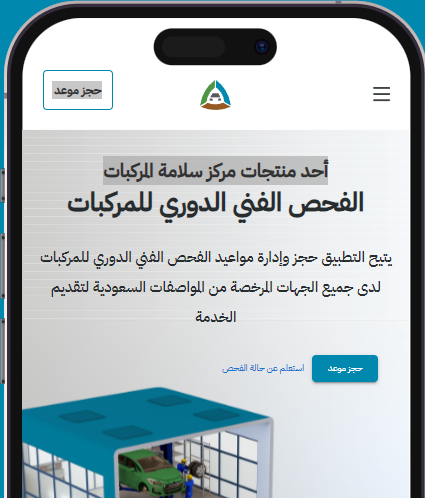 حجز موعد
أحد منتجات مركز سلامة المركبات
الفحص الفني الدوري للمركبات
يتيح التطبيق حجز وإدارة مواعيد الفحص الفني الدوري للمركبات
لدى جميع الجهات المرخصة من المواصفات السعودية لتقديم
الخدمة
حجز موعد استعلم عن حالة الفحص